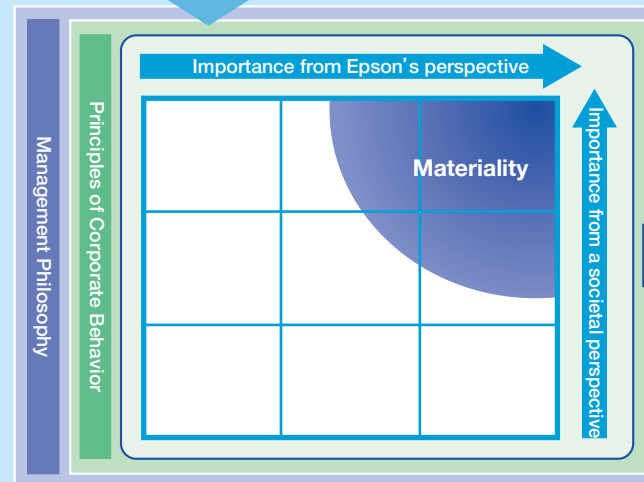 Management Philosophy
Principles of Corporate Behavior
Importance from Epson's perspective
Materiality
Importance from a societal perspective